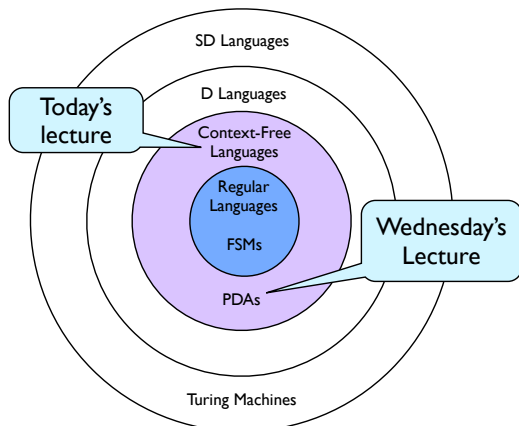 SD Languages
D Languages
Today's
lecture
Context-Free
Languages
Regular
Languages
FSMs
Wednesday's
Lecture
PDAs
Turing Machines